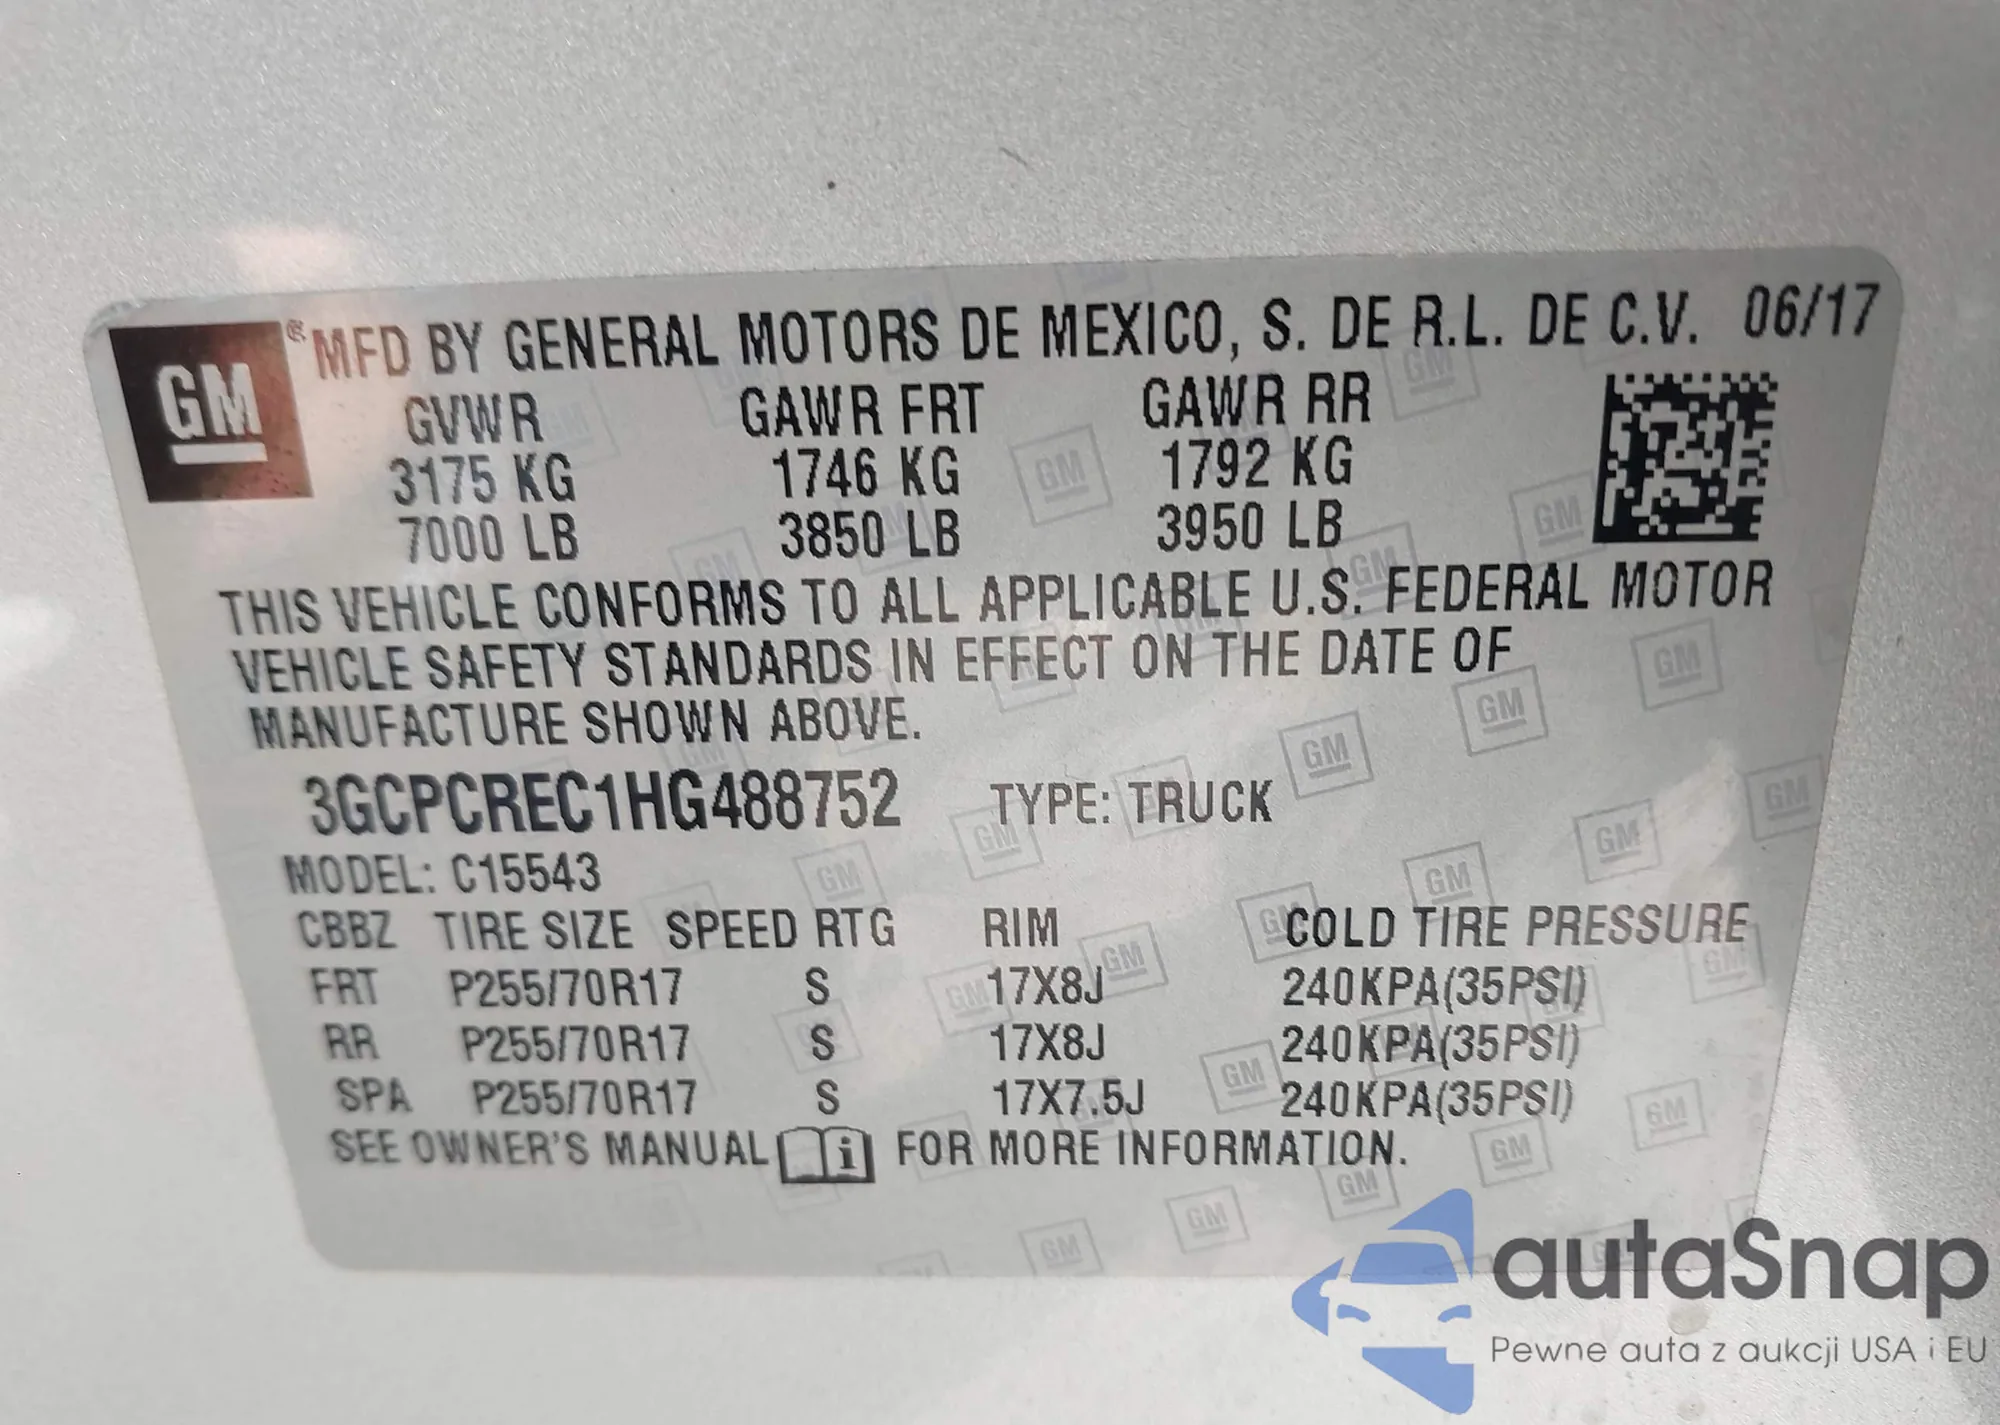 GM ® MFD BY GENERAL MOTORS DE MEXICO, S. DE R.L. DE C.V. 06/17
GVWR GAWR FRT GAWR RR
3175 KG 1746 KG 1792 KG
7000 LB 3850 LB 3950 LB
THIS VEHICLE CONFORMS TO ALL APPLICABLE U.S. FEDERAL MOTOR
VEHICLE SAFETY STANDARDS IN EFFECT ON THE DATE OF
MANUFACTURE SHOWN ABOVE.
3GCPCREC1HG488752 TYPE: TRUCK
MODEL: C15543
CBBZ TIRE SIZE SPEED RTG RIM COLD TIRE PRESSURE
FRT P255/70R17 S 17X8J 240KPA(35PSI)
RR P255/70R17 S 17X8J 240KPA(35PSI)
SPA P255/70R17 S 17X7.5J 240KPA(35PSI)
SEE OWNER'S MANUAL i FOR MORE INFORMATION.
autaSnap
Pewne auta z aukcji USA i EU